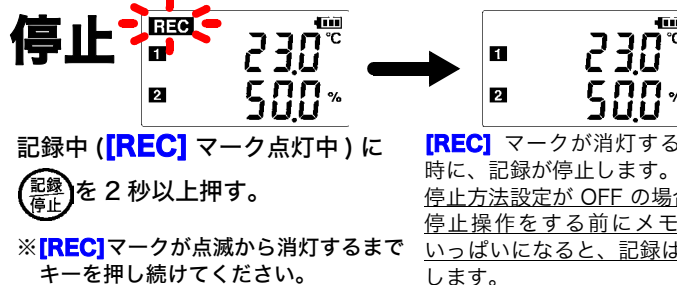 停止
REC
1 23.0 ℃
2 50.0 %
1 23.0 ℃
2 50.0 %
記録中 ([REC] マーク点灯中 ) に
記録
停止
を 2 秒以上押す。
※[REC]マークが点滅から消灯するまで
キーを押し続けてください。
[REC] マークが消灯する
時に、記録が停止します。
停止方法設定が OFF の場
停止操作をする前にメモ
いっぱいになると、記録は
します。